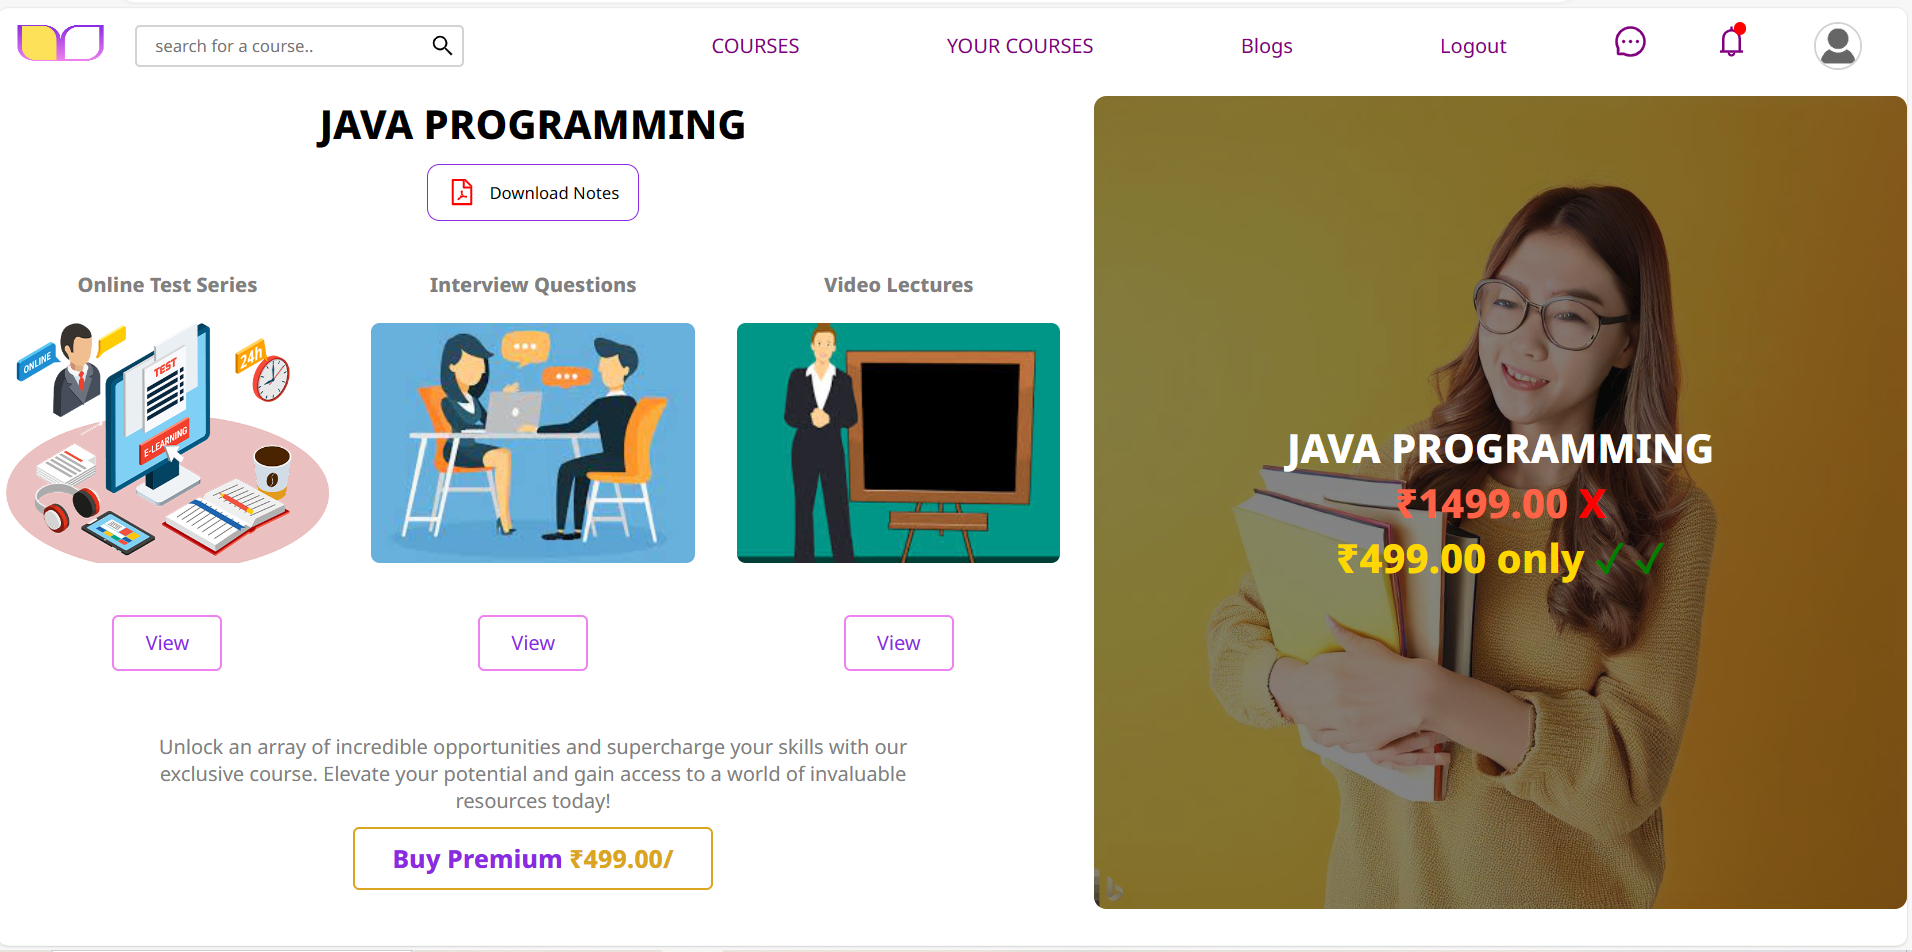 search for a course..
COURSES
YOUR COURSES
Blogs
Logout
JAVA PROGRAMMING
Download Notes
Online Test Series
Interview Questions
Video Lectures
ONLINE
TEST
24h
E-LEARNING
View
View
View
Unlock an array of incredible opportunities and supercharge your skills with our
exclusive course. Elevate your potential and gain access to a world of invaluable
resources today!
Buy Premium ₹499.00/
JAVA PROGRAMMING
₹1499.00 X
₹499.00 only ✓✓